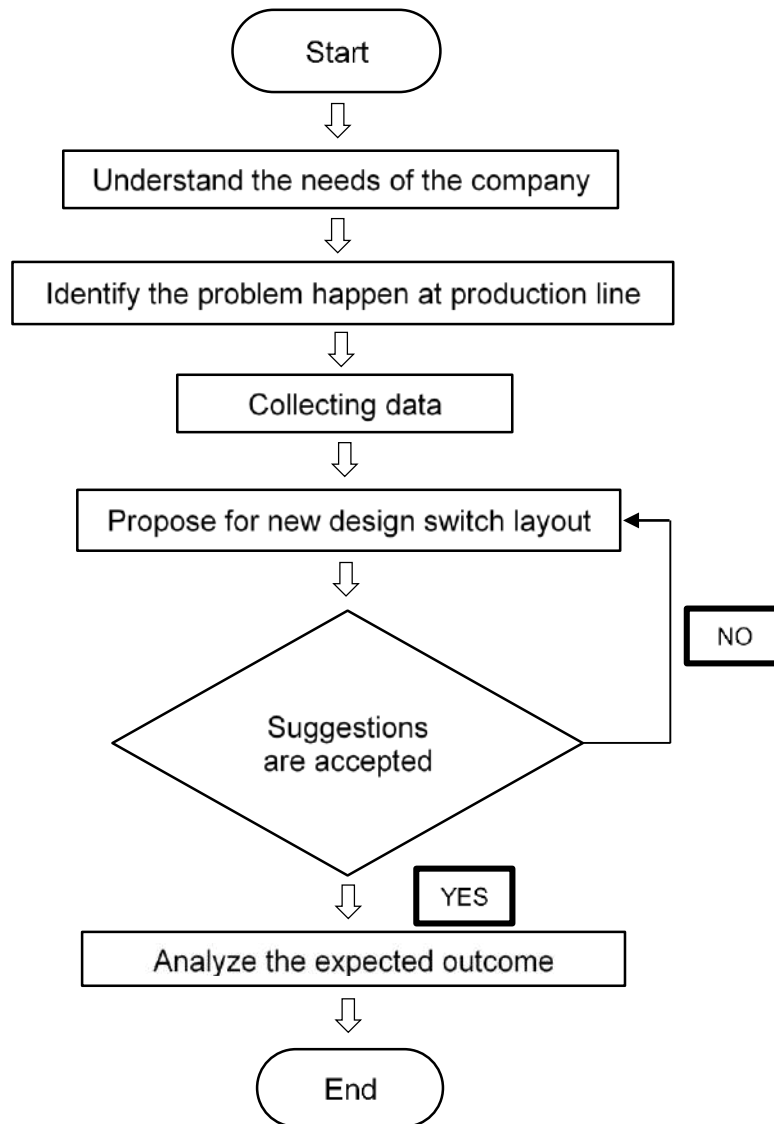 Start
Understand the needs of the company
Identify the problem happen at production line
Collecting data
Propose for new design switch layout
NO
Suggestions
are accepted
YES
Analyze the expected outcome
End